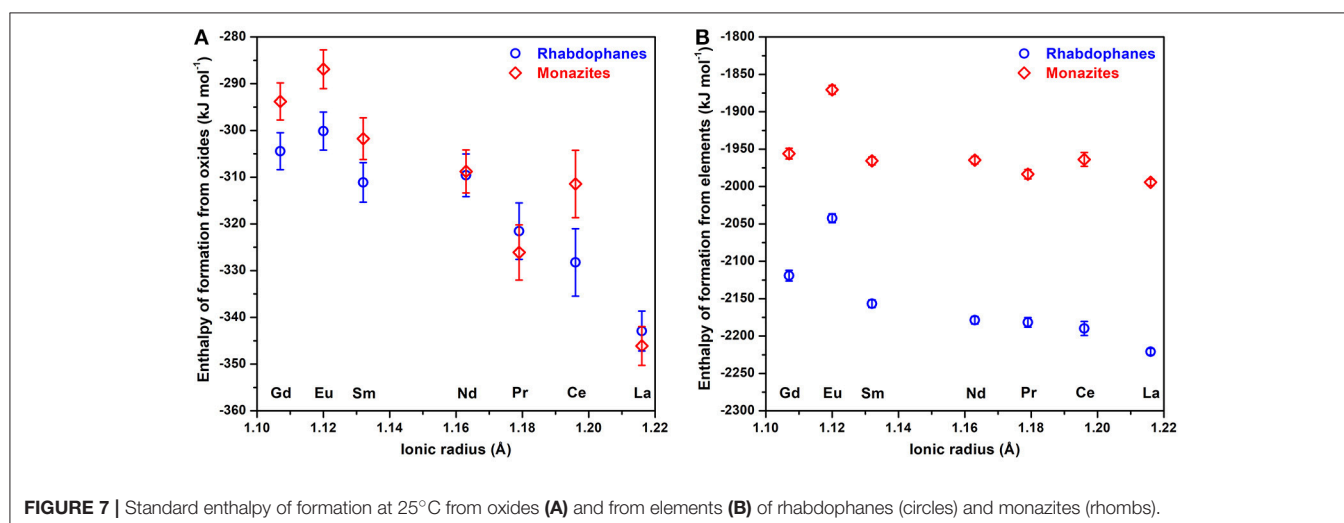 A
Enthalpy of formation from oxides (kJ mol⁻¹)
-280
-290
-300
-310
-320
-330
-340
-350
-360
Rhabdophanes
Monazites
Gd Eu Sm Nd Pr Ce La
1.10 1.12 1.14 1.16 1.18 1.20 1.22
Ionic radius (Å)
B
Enthalpy of formation from elements (kJ mol⁻¹)
-1800
-1850
-1900
-1950
-2000
-2050
-2100
-2150
-2200
-2250
-2300
Rhabdophanes
Monazites
Gd Eu Sm Nd Pr Ce La
1.10 1.12 1.14 1.16 1.18 1.20 1.22
Ionic radius (Å)
FIGURE 7 | Standard enthalpy of formation at 25°C from oxides (A) and from elements (B) of rhabdophanes (circles) and monazites (rhombs).